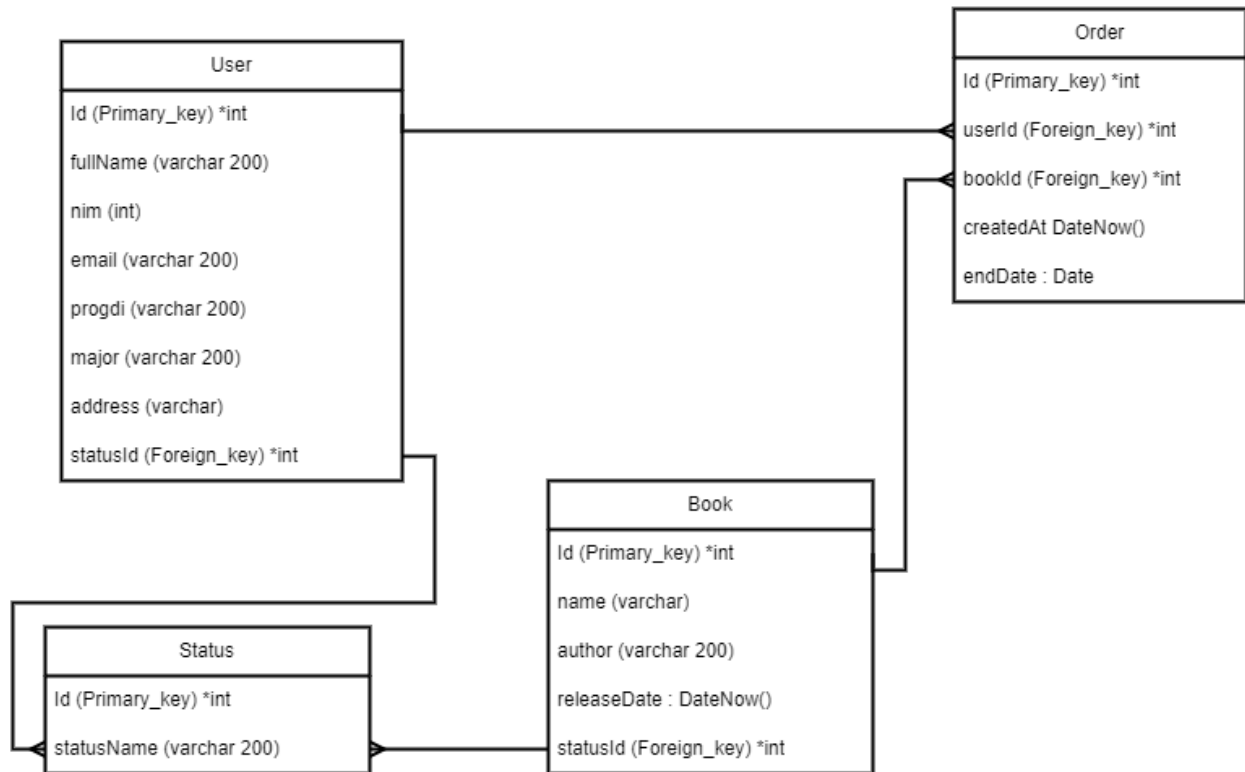 User
Id (Primary_key) *int
fullName (varchar 200)
nim (int)
email (varchar 200)
progdi (varchar 200)
major (varchar 200)
address (varchar)
statusId (Foreign_key) *int
Order
Id (Primary_key) *int
userId (Foreign_key) *int
bookId (Foreign_key) *int
createdAt DateNow()
endDate : Date
Book
Id (Primary_key) *int
name (varchar)
author (varchar 200)
releaseDate : DateNow()
statusId (Foreign_key) *int
Status
Id (Primary_key) *int
statusName (varchar 200)